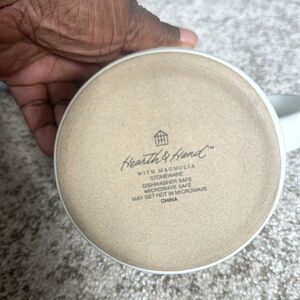 Hearth & Hand™
WITH MAGNOLIA
STONEWARE
DISHWASHER SAFE
MICROWAVE SAFE
MAY GET HOT IN MICROWAVE
CHINA